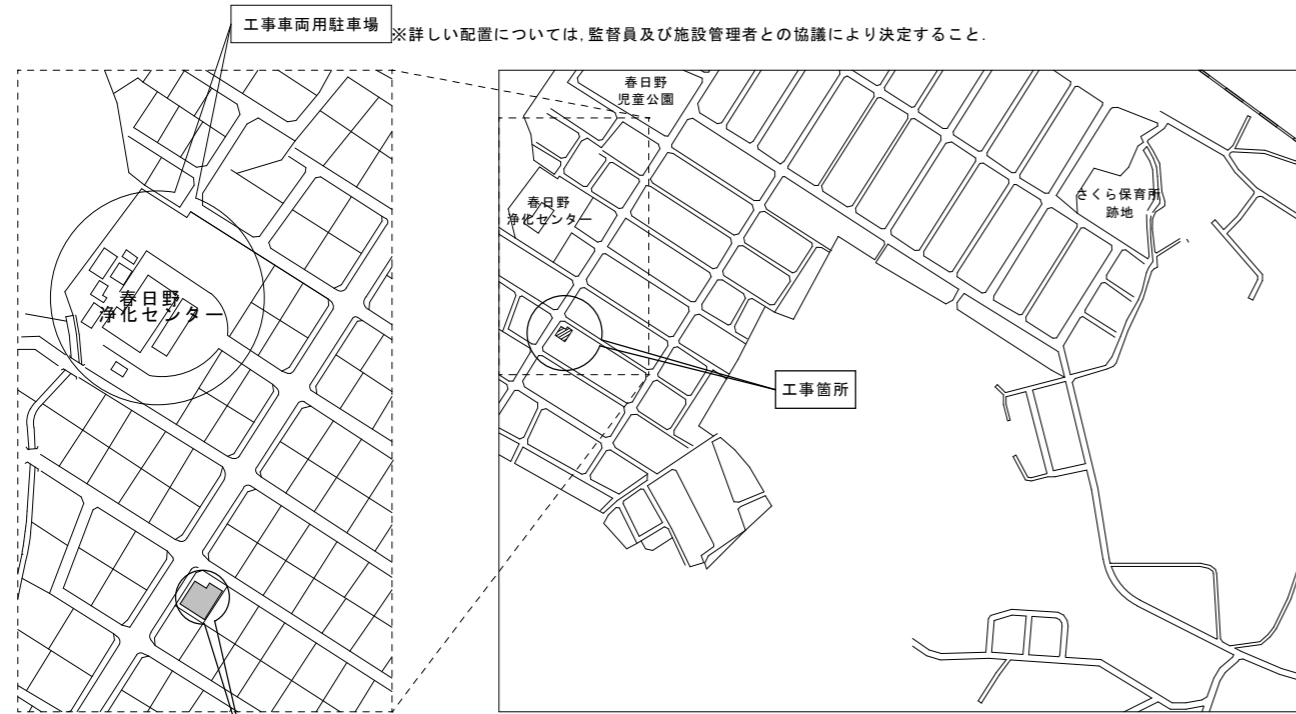 工事車両用駐車場
※詳しい配置については,監督員及び施設管理者との協議により決定すること.
春日野
浄化センター
春日野
児童公園
春日野
浄化センター
さくら保育所
跡地
工事箇所